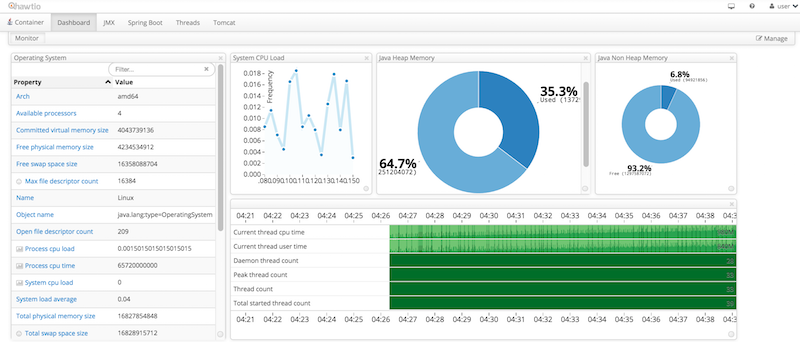 hawtio
user
Container Dashboard JMX Spring Boot Threads Tomcat
Monitor
Manage
Operating System
Filter...
Property Value
Arch amd64
Available processors 4
Committed virtual memory size 4043739136
Free physical memory size 4234534912
Free swap space size 16358088704
Max file descriptor count 16384
Name Linux
Object name java.lang:type=OperatingSystem
Open file descriptor count 209
Process cpu load 0.0015015015015015015
Process cpu time 65720000000
System cpu load 0
System load average 0.04
Total physical memory size 16827854848
Total swap space size 16828915712
System CPU Load
Frequency
0.018
0.016
0.014
0.012
0.010
0.008
0.006
0.004
0.002
0.000
.080.090.100.110.120.130.140.150
Java Heap Memory
35.3%
Used (1372
64.7%
251204072)
Java Non Heap Memory
6.8%
Used (94921856)
93.2%
04:21 04:22 04:23 04:24 04:25 04:26 04:27 04:28 04:29 04:30 04:31 04:32 04:33 04:34 04:35 04:36 04:37 04:38 04:3
Current thread cpu time
Current thread user time
Daemon thread count
Peak thread count
Thread count
Total started thread count
04:21 04:22 04:23 04:24 04:25 04:26 04:27 04:28 04:29 04:30 04:31 04:32 04:33 04:34 04:35 04:36 04:37 04:38 04:3